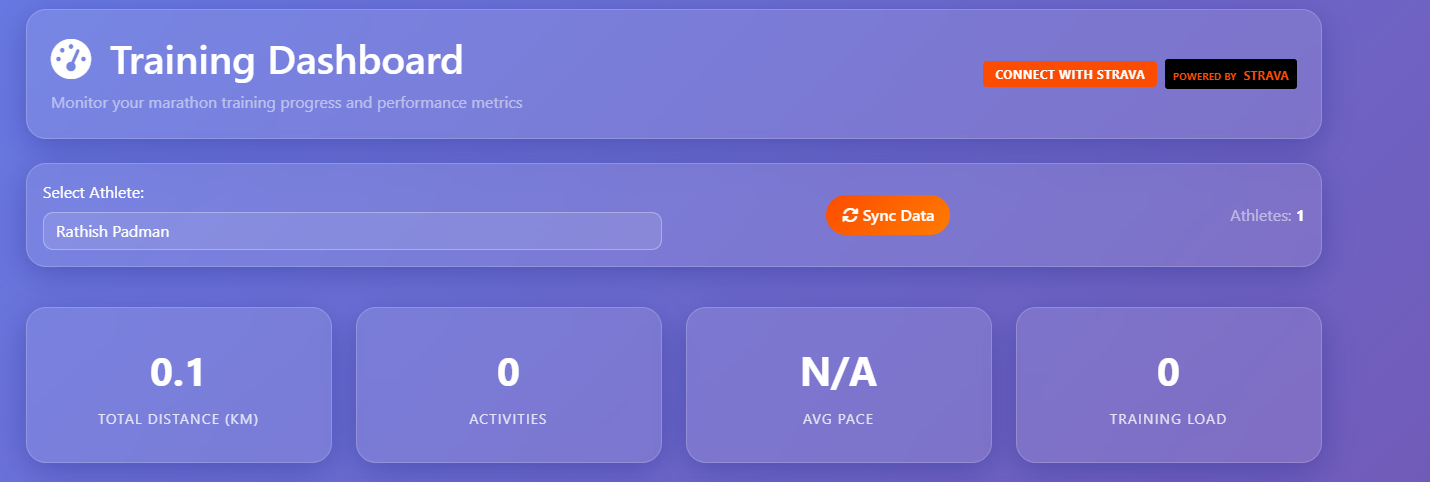 Training Dashboard
Monitor your marathon training progress and performance metrics
CONNECT WITH STRAVA
POWERED BY STRAVA
Select Athlete:
Rathish Padman
Sync Data
Athletes: 1
0.1
TOTAL DISTANCE (KM)
0
ACTIVITIES
N/A
AVG PACE
0
TRAINING LOAD